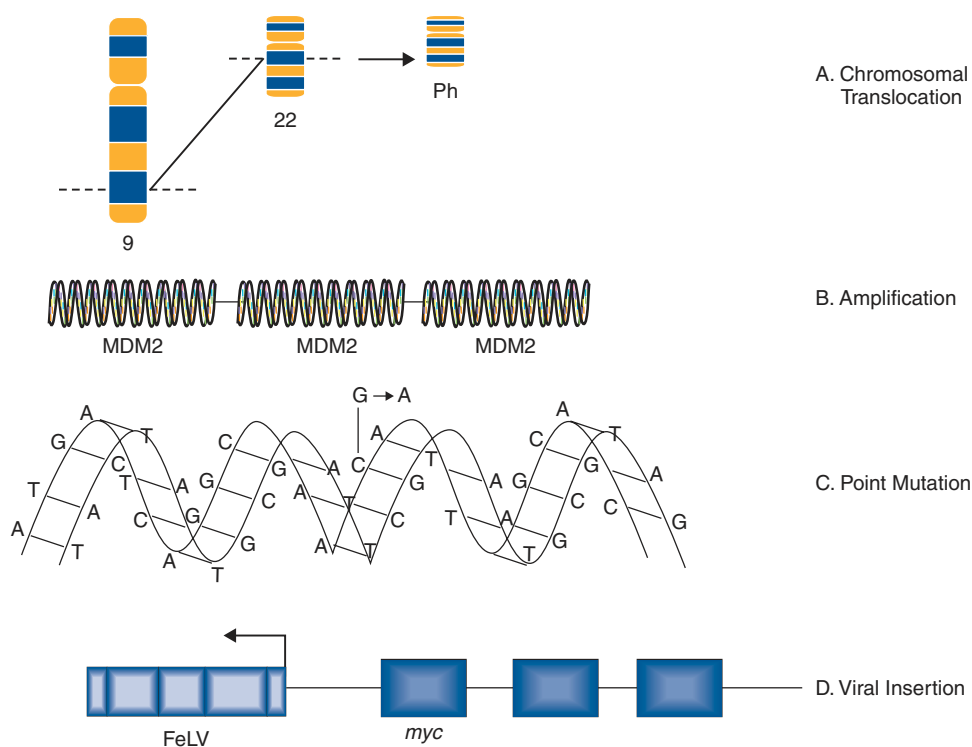 A. Chromosomal
Translocation
Ph
22
9
B. Amplification
MDM2 MDM2 MDM2
G → A
A T G A
T A T C T
C A A G
T G G C
C G G A
A A T C
A T C G
A T A T
T A G C
T G G A
C T A
C G
C. Point Mutation
D. Viral Insertion
FeLV
myc